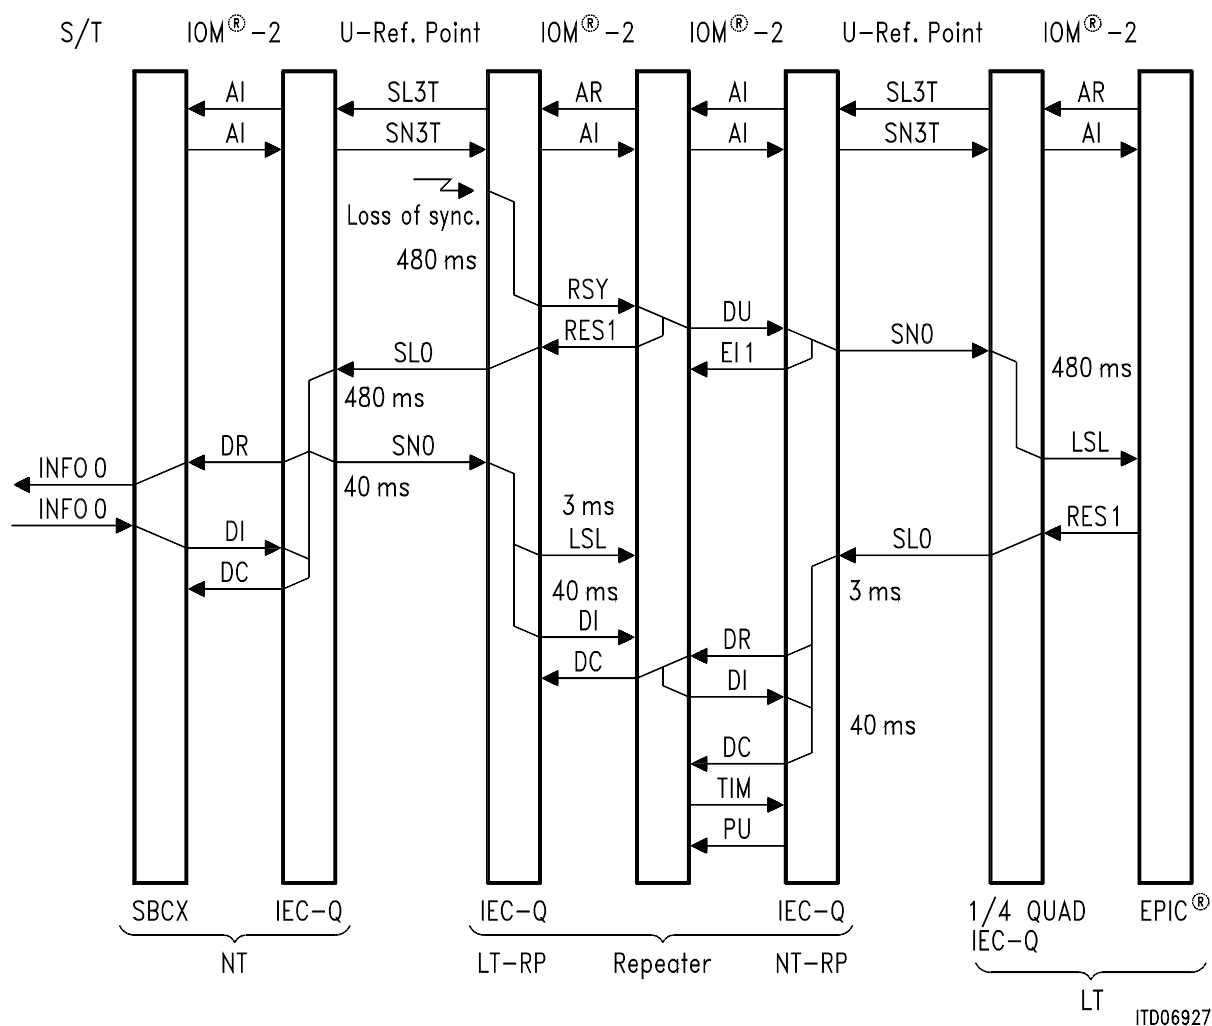 S/T IOM®-2 U-Ref. Point IOM®-2 IOM®-2 U-Ref. Point IOM®-2
AI SL3T AR AI SL3T AR
AI SN3T AI AI SN3T AI
Loss of sync.
480 ms
RSY
DU
RES1
SN0
SL0
EI1
480 ms
480 ms
DR
SN0
LSL
INFO 0
40 ms
INFO 0
3 ms
RES1
DI
LSL
SL0
DC
40 ms
3 ms
DI
DR
DC
DI
40 ms
DC
TIM
PU
SBCX IEC-Q IEC-Q IEC-Q 1/4 QUAD EPIC®
IEC-Q
NT LT-RP Repeater NT-RP
LT
ITD06927